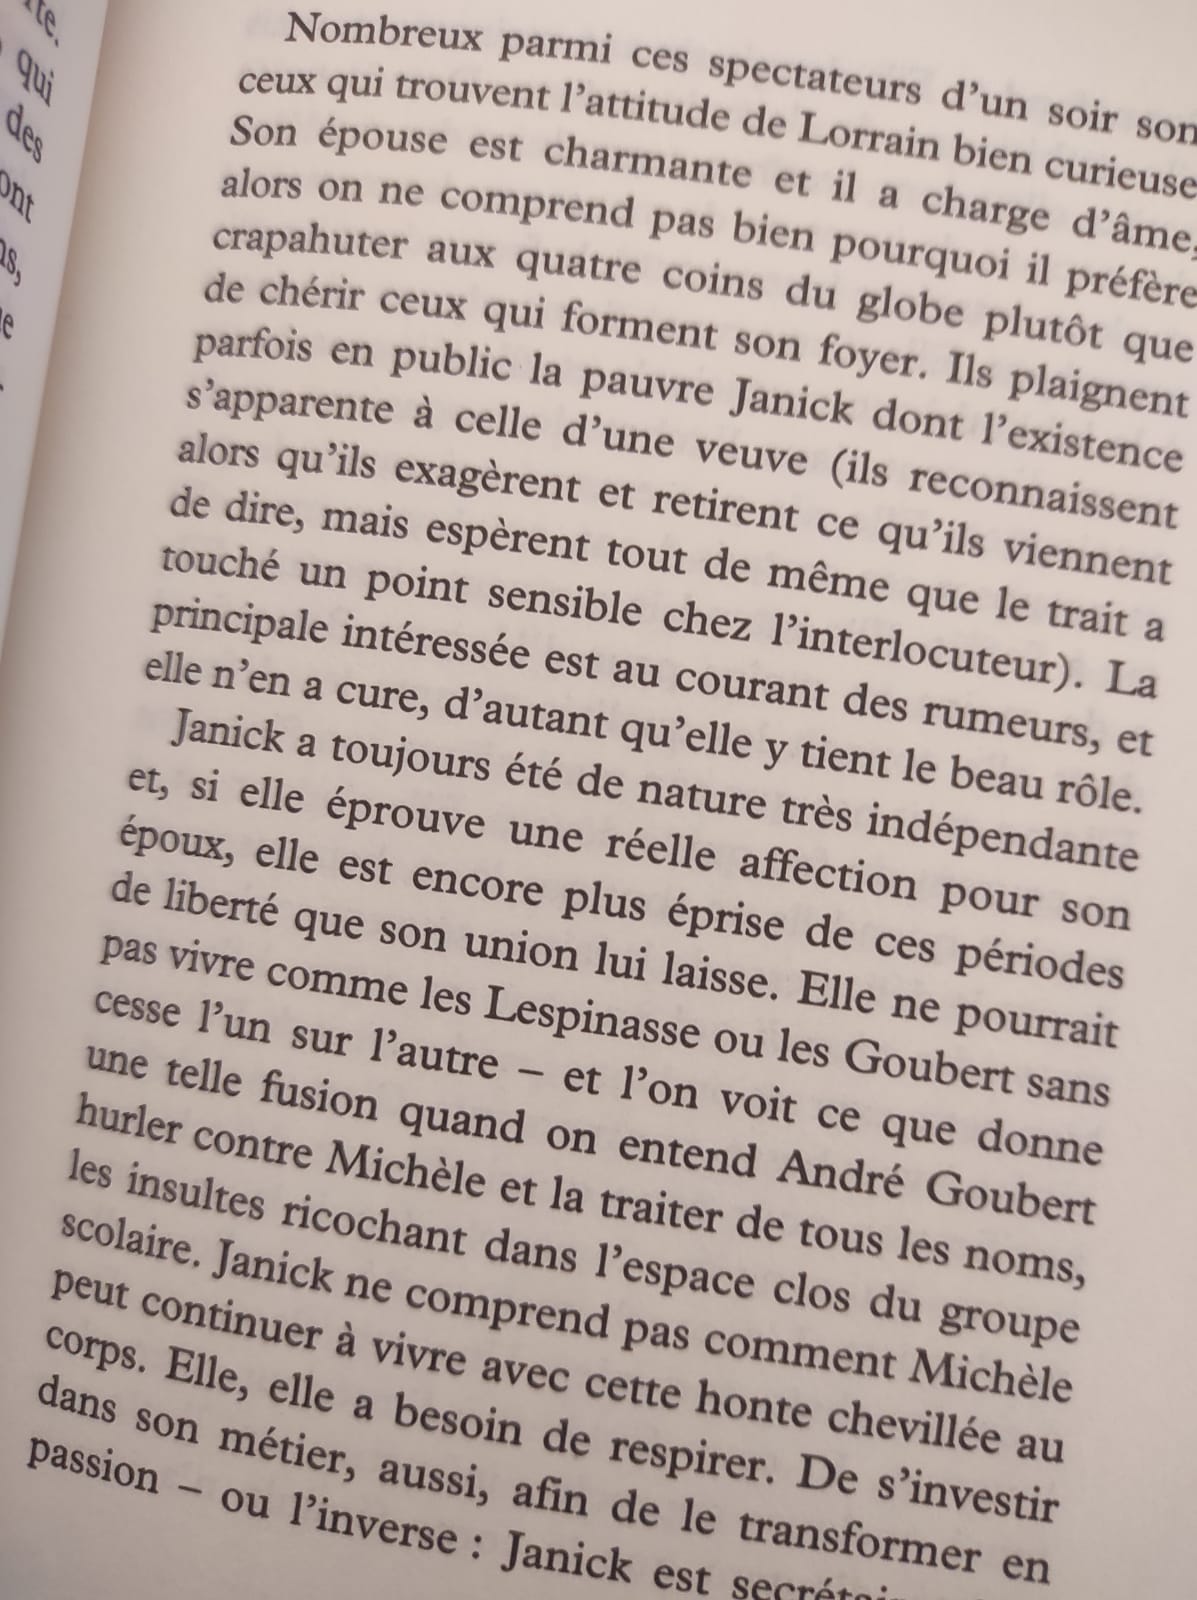 qui
des
Nombreux parmi ces spectateurs d'un soir son
ceux qui trouvent l'attitude de Lorrain bien curieuse
Son épouse est charmante et il a charge d'âme,
alors on ne comprend pas bien pourquoi il préfère
crapahuter aux quatre coins du globe plutôt que
de chérir ceux qui forment son foyer. Ils plaignent
parfois en public la pauvre Janick dont l'existence
s'apparente à celle d'une veuve (ils reconnaissent
alors qu'ils exagèrent et retirent ce qu'ils viennent
de dire, mais espèrent tout de même que le trait a
touché un point sensible chez l'interlocuteur). La
principale intéressée est au courant des rumeurs, et
elle n'en a cure, d'autant qu'elle y tient le beau rôle.
Janick a toujours été de nature très indépendante
et, si elle éprouve une réelle affection pour son
époux, elle est encore plus éprise de ces périodes
de liberté que son union lui laisse. Elle ne pourrait
pas vivre comme les Lespinasse ou les Goubert sans
cesse l'un sur l'autre – et l'on voit ce que donne
une telle fusion quand on entend André Goubert
hurler contre Michèle et la traiter de tous les noms,
les insultes ricochant dans l'espace clos du groupe
scolaire. Janick ne comprend pas comment Michèle
peut continuer à vivre avec cette honte chevillée au
corps. Elle, elle a besoin de respirer. De s'investir
dans son métier, aussi, afin de le transformer en
passion – ou l'inverse : Janick est